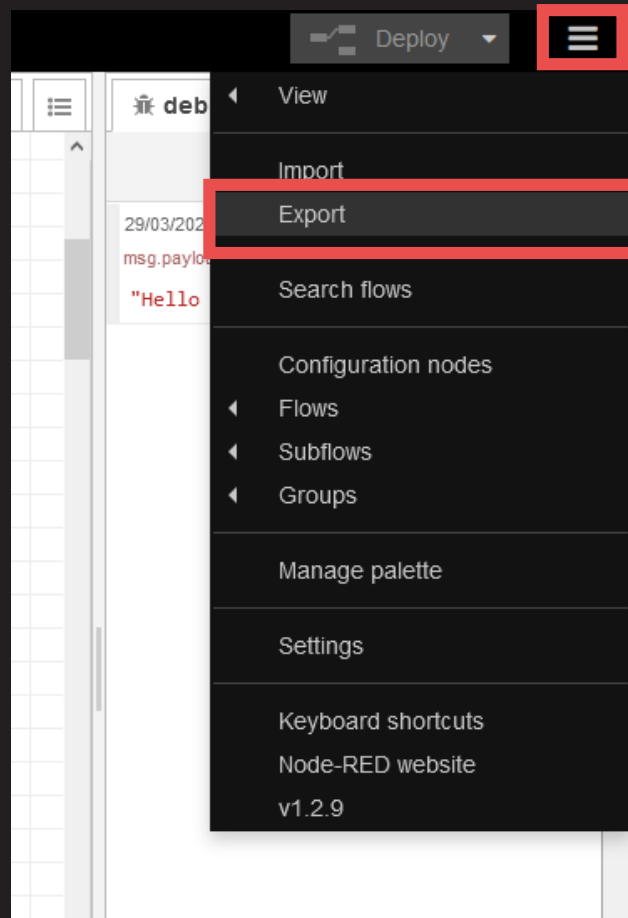 Deploy
deb
View
Import
29/03/202
Export
msg.paylo
"Hello
Search flows
Configuration nodes
Flows
Subflows
Groups
Manage palette
Settings
Keyboard shortcuts
Node-RED website
v1.2.9